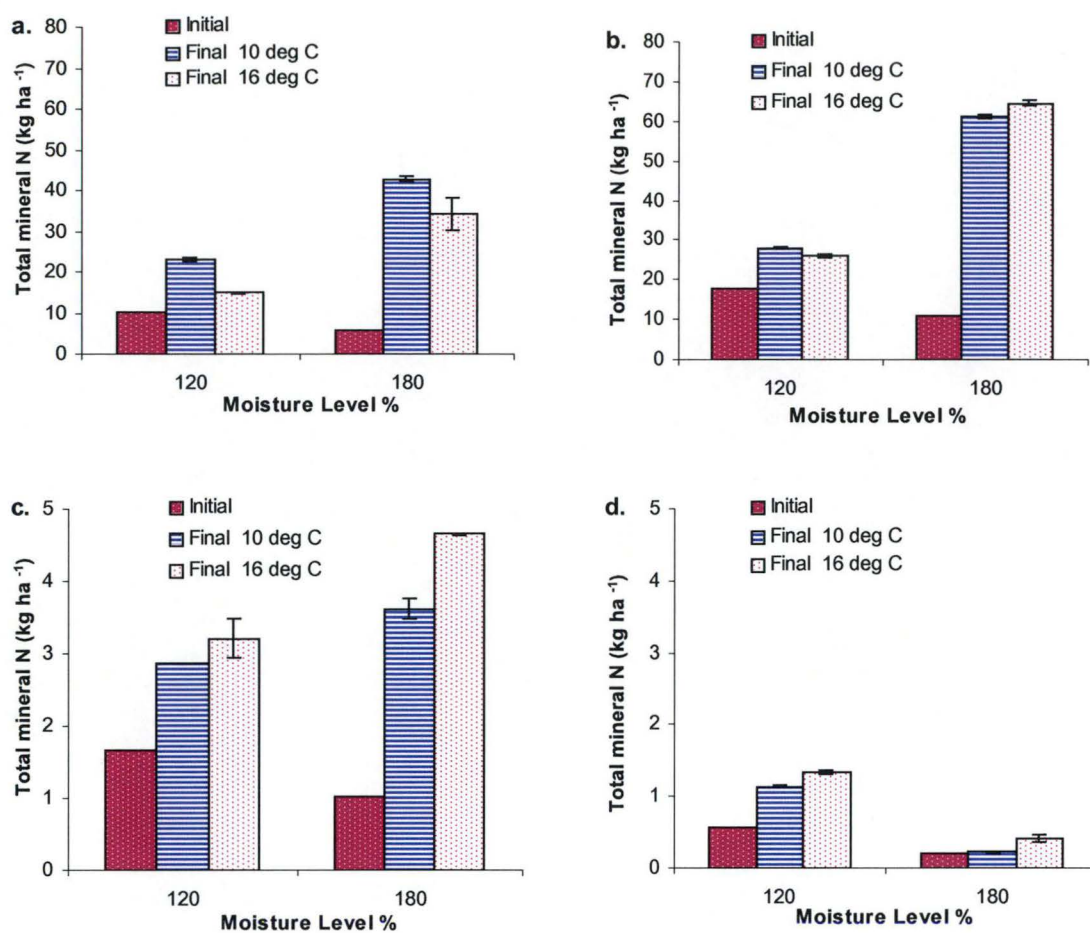 a.
Total mineral N (kg ha ⁻¹)
80
70
60
50
40
30
20
10
0
Initial
Final 10 deg C
Final 16 deg C
120
180
Moisture Level %
b.
Total mineral N (kg ha ⁻¹)
80
70
60
50
40
30
20
10
0
Initial
Final 10 deg C
Final 16 deg C
120
180
Moisture Level %
c.
Total mineral N (kg ha ⁻¹)
5
4
3
2
1
0
Initial
Final 10 deg C
Final 16 deg C
120
180
Moisture Level %
d.
Total mineral N (kg ha ⁻¹)
5
4
3
2
1
0
Initial
Final 10 deg C
Final 16 deg C
120
180
Moisture Level %